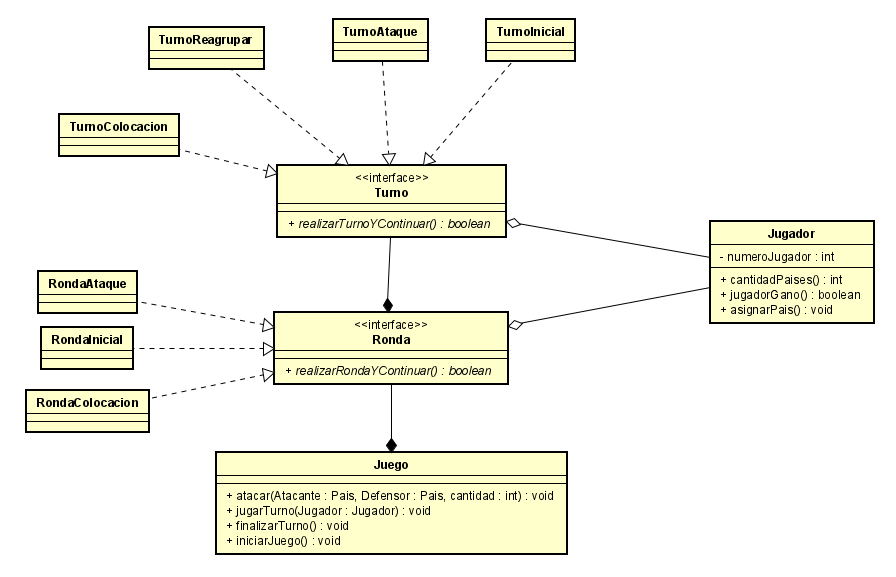 TurnoReagrupar
TurnoAtaque
TurnoInicial
TurnoColocacion
<<interface>>
Turno
+ realizarTurnoYContinuar() : boolean
Jugador
- numeroJugador : int
+ cantidadPaises() : int
+ jugadorGano() : boolean
+ asignarPais() : void
RondaAtaque
RondaInicial
RondaColocacion
<<interface>>
Ronda
+ realizarRondaYContinuar() : boolean
Juego
+ atacar(Atacante : Pais, Defensor : Pais, cantidad : int) : void
+ jugarTurno(Jugador : Jugador) : void
+ finalizarTurno() : void
+ iniciarJuego() : void